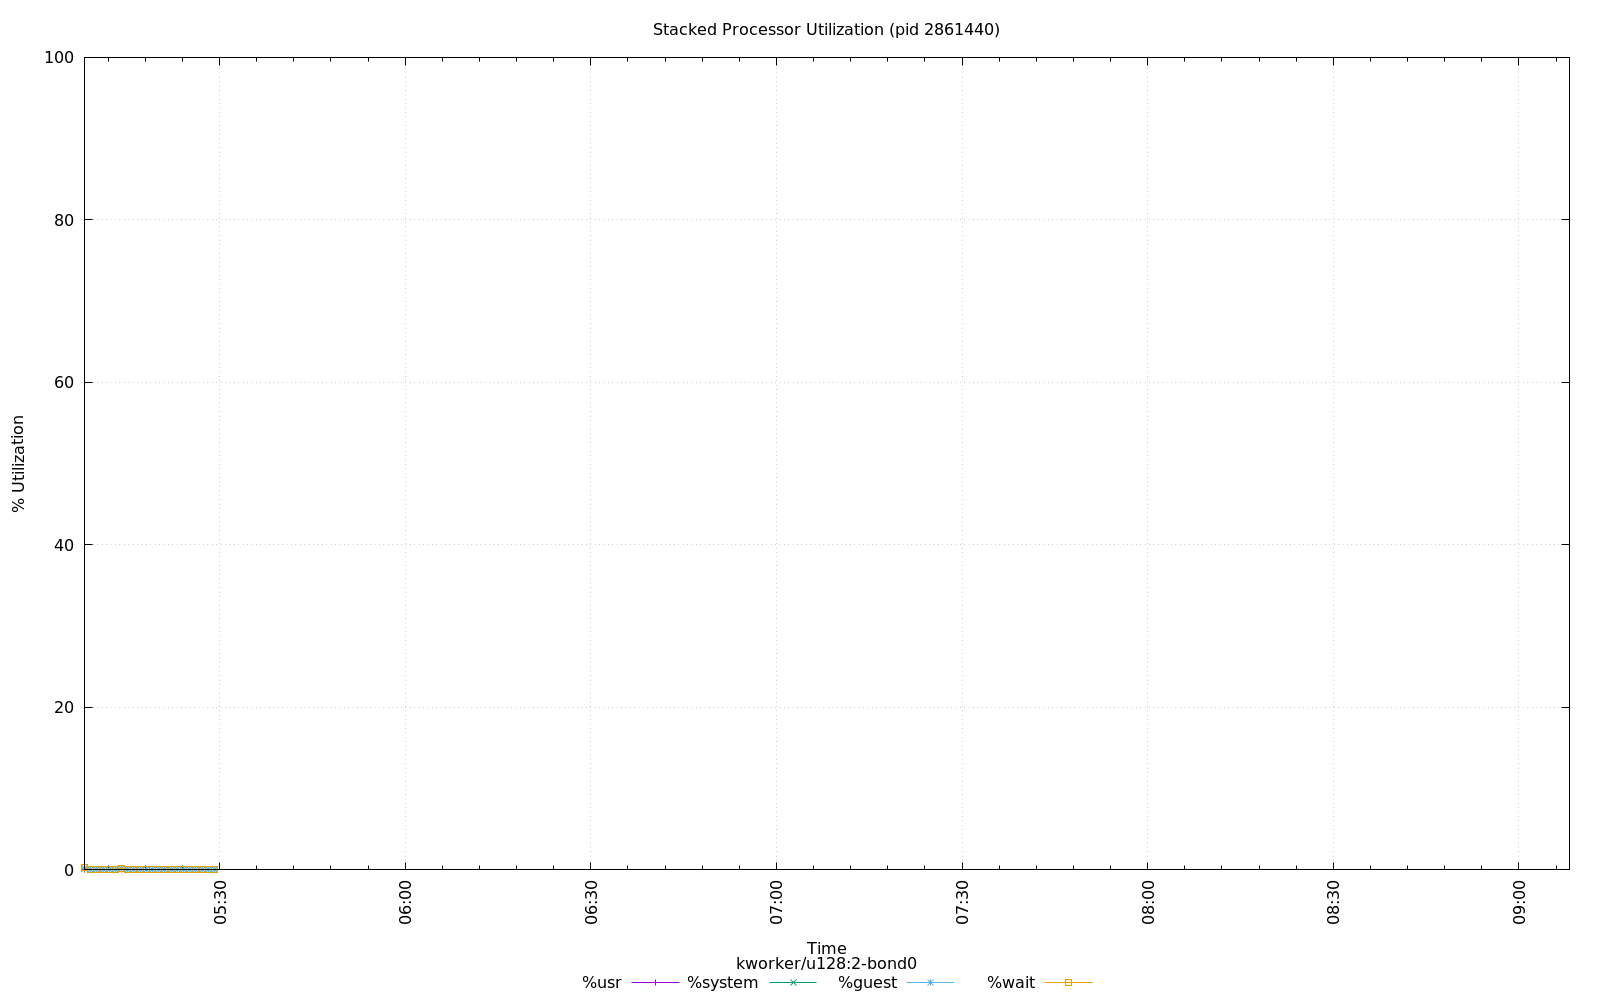 Stacked Processor Utilization (pid 2861440)
100
80
60
40
20
0
% Utilization
05:30 06:00 06:30 07:00 07:30 08:00 08:30 09:00
Time
kworker/u128:2-bond0
%usr %system %guest %wait